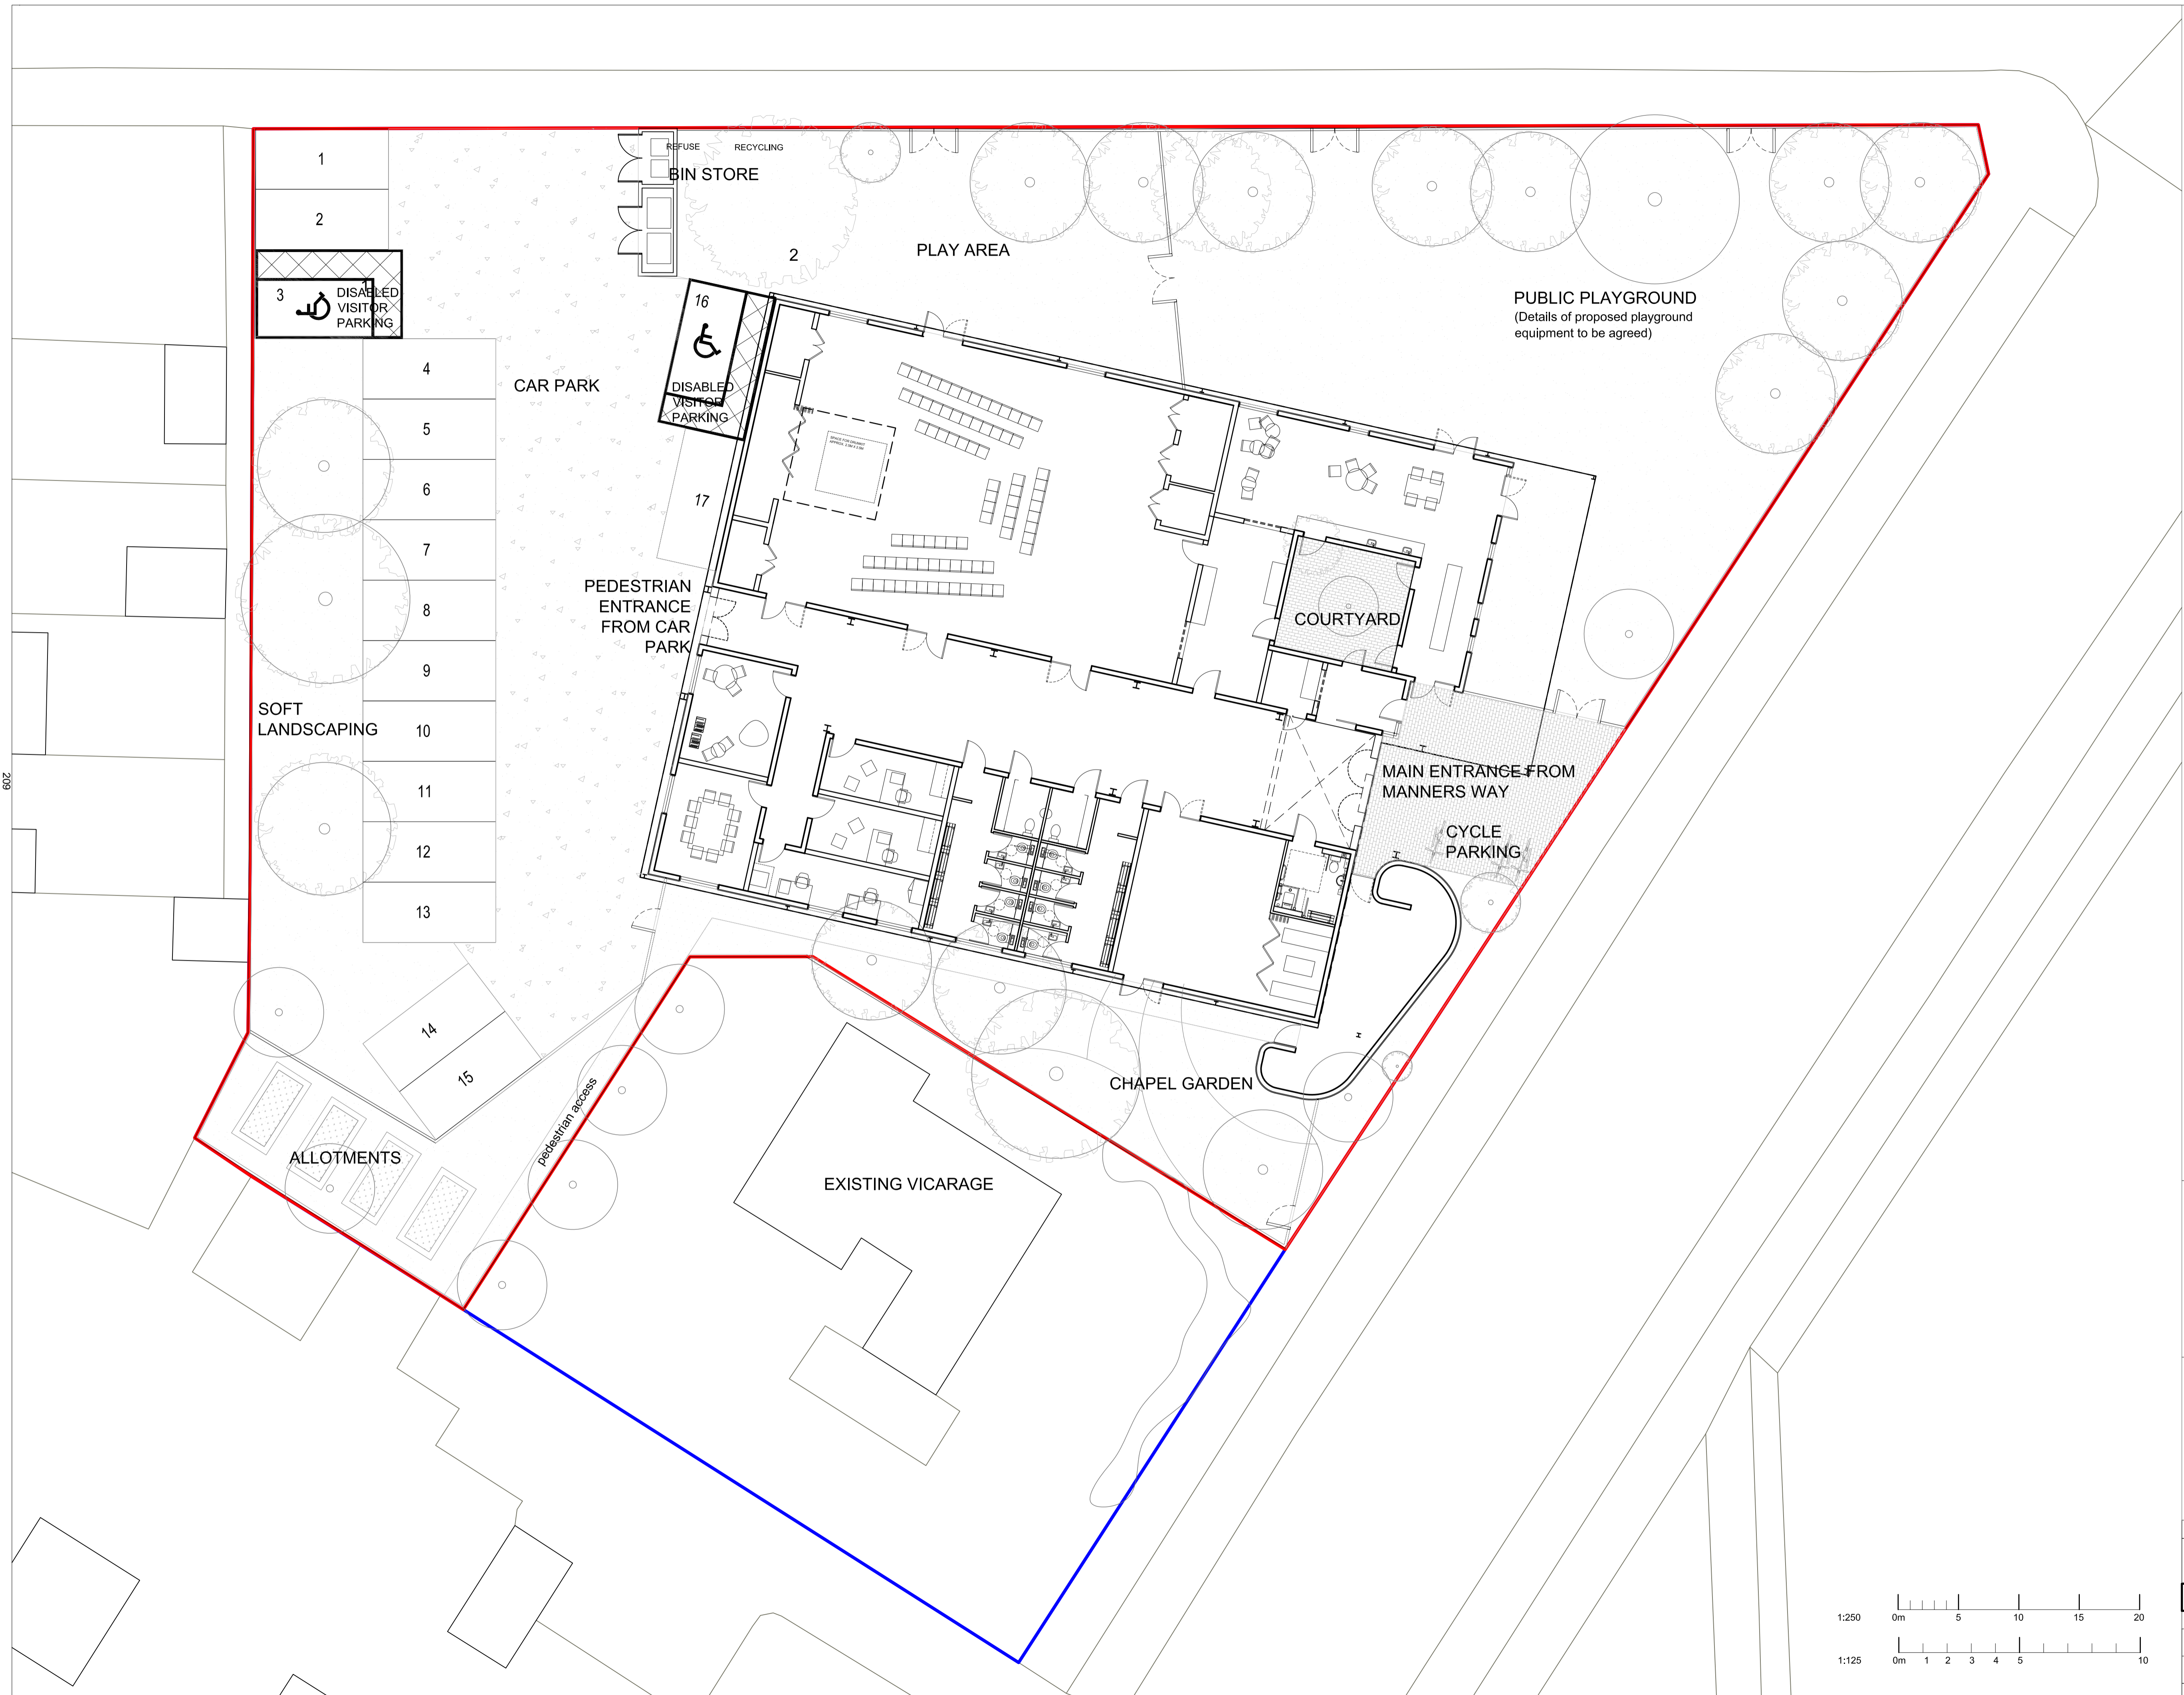 REFUSE
RECYCLING
BIN STORE
1
2
2
PLAY AREA
PUBLIC PLAYGROUND
(Details of proposed playground
equipment to be agreed)
3
1
DISABLED
VISITOR
PARKING
16
DISABLED
VISITOR
PARKING
CAR PARK
4
5
6
7
8
9
10
11
12
13
14
15
17
PEDESTRIAN
ENTRANCE
FROM CAR
PARK
COURTYARD
SOFT
LANDSCAPING
MAIN ENTRANCE FROM
MANNERS WAY
CYCLE
PARKING
209
CHAPEL GARDEN
pedestrian access
ALLOTMENTS
EXISTING VICARAGE
1:250
0m 5 10 15 20
1:125
0m 1 2 3 4 5 10